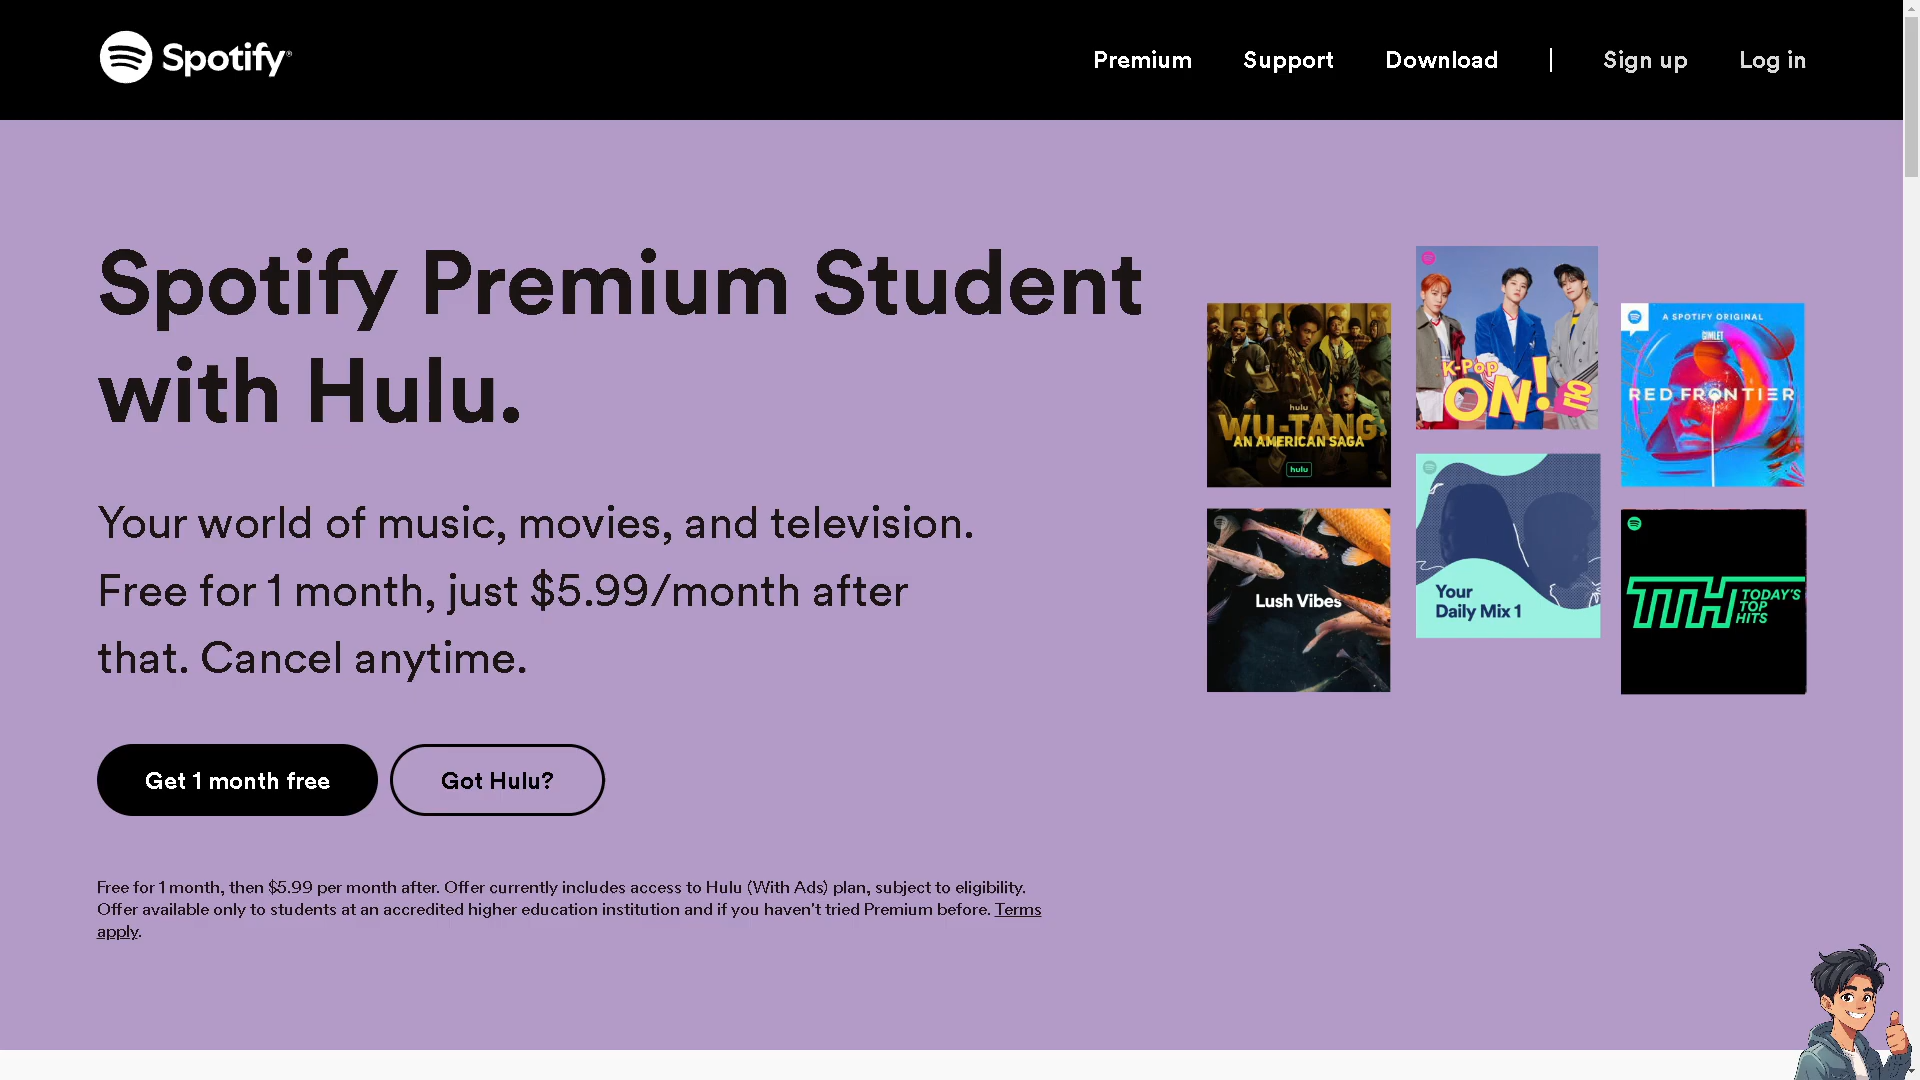 Spotify
Premium
Support
Download
Sign up
Log in
Spotify Premium Student
with Hulu.
Your world of music, movies, and television.
Free for 1 month, just $5.99/month after
that. Cancel anytime.
Get 1 month free
Got Hulu?
Free for 1 month, then $5.99 per month after. Offer currently includes access to Hulu (With Ads) plan, subject to eligibility.
Offer available only to students at an accredited higher education institution and if you haven't tried Premium before. Terms
apply.
hulu
WU-TANG
AN AMERICAN SAGA
hulu
K-Pop
ON!
A SPOTIFY ORIGINAL
GIMLET
RED FRONTIER
Lush Vibes
Your
Daily Mix 1
TTH TODAY'S
TOP
HITS